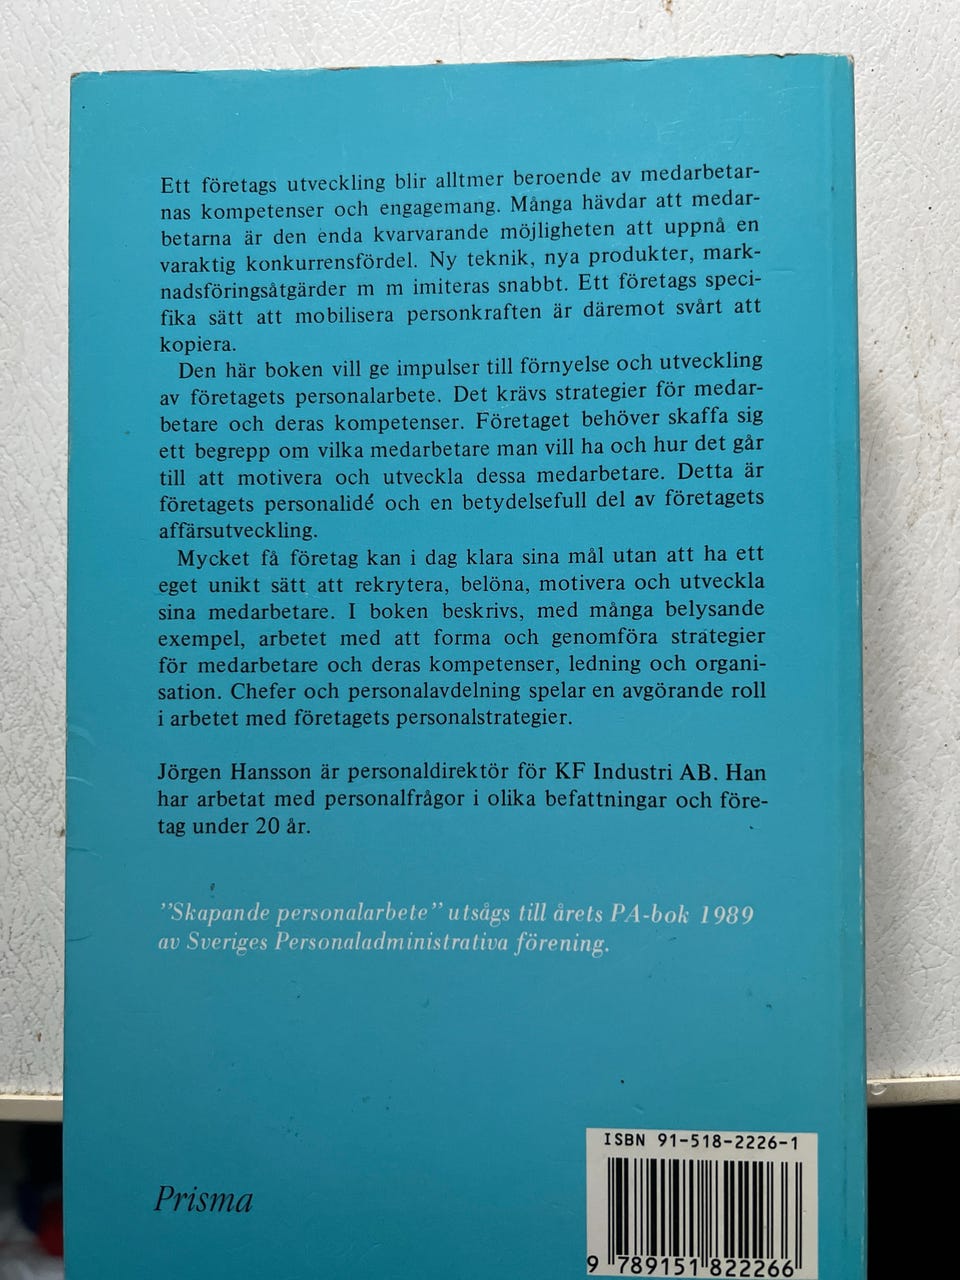 Ett företags utveckling blir alltmer beroende av medarbetar-
nas kompetenser och engagemang. Många hävdar att medar-
betarna är den enda kvarvarande möjligheten att uppnå en
varaktig konkurrensfördel. Ny teknik, nya produkter, mark-
nadsföringsåtgärder m m imiteras snabbt. Ett företags speci-
fika sätt att mobilisera personkraften är däremot svårt att
kopiera.
Den här boken vill ge impulser till förnyelse och utveckling
av företagets personalarbete. Det krävs strategier för medar-
betare och deras kompetenser. Företaget behöver skaffa sig
ett begrepp om vilka medarbetare man vill ha och hur det går
till att motivera och utveckla dessa medarbetare. Detta är
företagets personalidé och en betydelsefull del av företagets
affärsutveckling.
Mycket få företag kan i dag klara sina mål utan att ha ett
eget unikt sätt att rekrytera, belöna, motivera och utveckla
sina medarbetare. I boken beskrivs, med många belysande
exempel, arbetet med att forma och genomföra strategier
för medarbetare och deras kompetenser, ledning och organi-
sation. Chefer och personalavdelning spelar en avgörande roll
i arbetet med företagets personalstrategier.
Jörgen Hansson är personaldirektör för KF Industri AB. Han
har arbetat med personalfrågor i olika befattningar och före-
tag under 20 år.
"Skapande personalarbete" utsågs till årets PA-bok 1989
av Sveriges Personaladministrativa förening.
ISBN 91-518-2226-1
Prisma
9 789151 822266